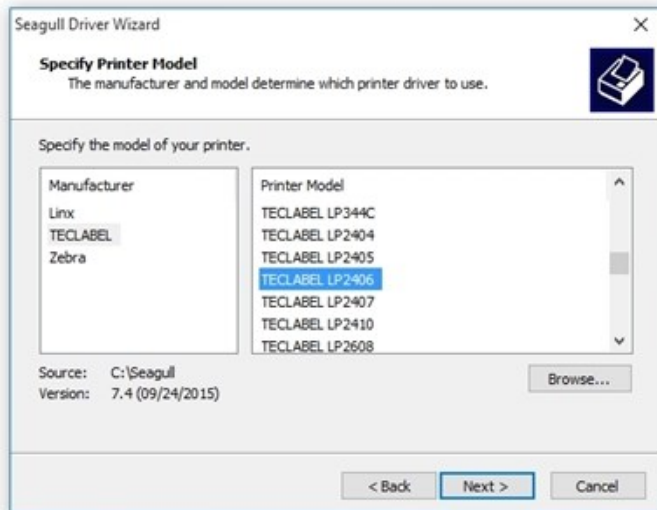 Seagull Driver Wizard
Specify Printer Model
The manufacturer and model determine which printer driver to use.
Specify the model of your printer.
Manufacturer
Linx
TECLABEL
Zebra
Printer Model
TECLABEL LP344C
TECLABEL LP2404
TECLABEL LP2405
TECLABEL LP2406
TECLABEL LP2407
TECLABEL LP2410
TECLABEL LP2608
Source: C:\Seagull
Version: 7.4 (09/24/2015)
Browse...
< Back Next > Cancel